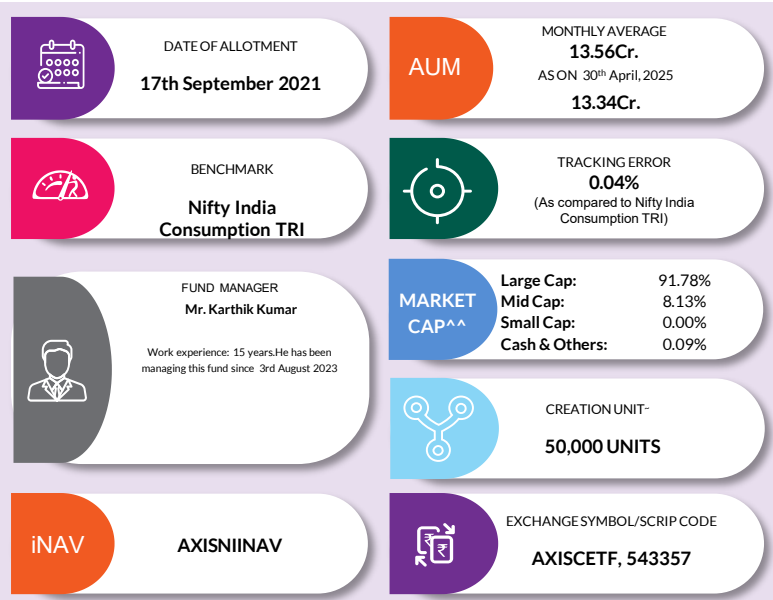 DATE OF ALLOTMENT
17th September 2021
AUM
MONTHLY AVERAGE
13.56Cr.
AS ON 30th April, 2025
13.34Cr.
BENCHMARK
Nifty India
Consumption TRI
TRACKING ERROR
0.04%
(As compared to Nifty India
Consumption TRI)
FUND MANAGER
Mr. Karthik Kumar
Work experience: 15 years.He has been
managing this fund since 3rd August 2023
MARKET
CAP^^
Large Cap: 91.78%
Mid Cap: 8.13%
Small Cap: 0.00%
Cash & Others: 0.09%
CREATION UNIT~
50,000 UNITS
iNAV
AXISNIINAV
₹
₹
EXCHANGE SYMBOL/SCRIP CODE
AXISCETF, 543357